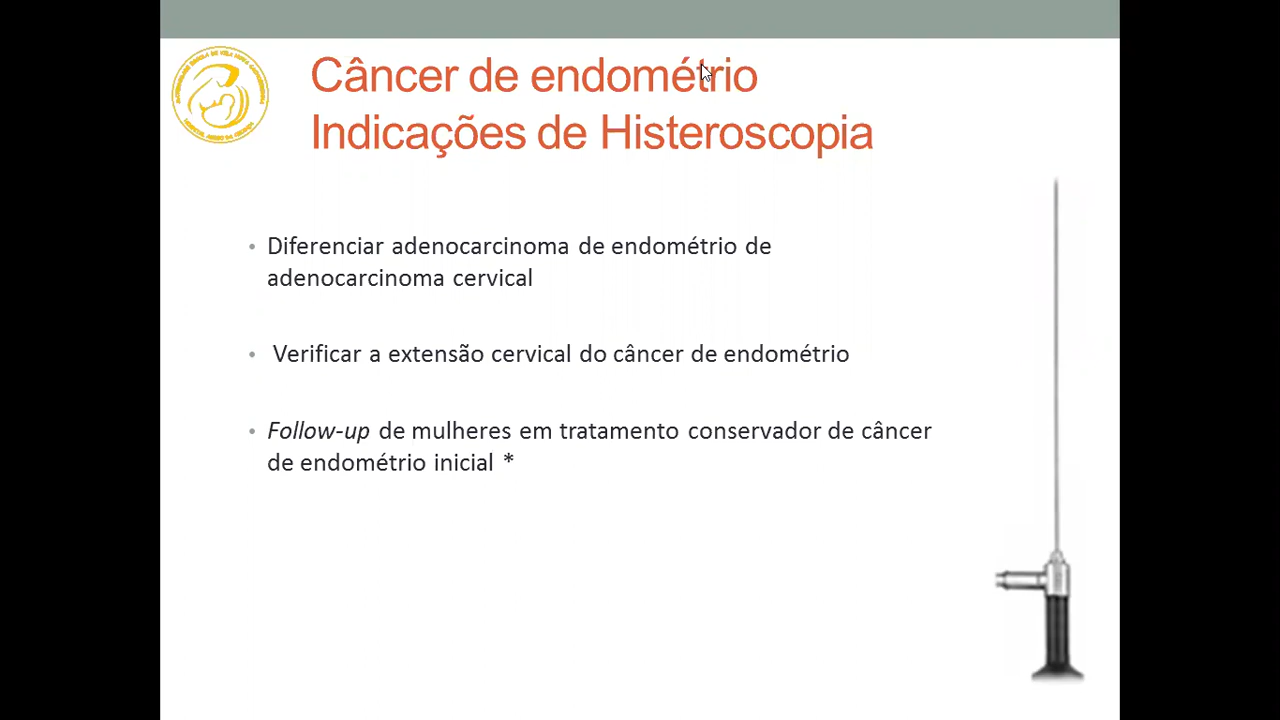 Câncer de endométrio
Indicações de Histeroscopia
• Diferenciar adenocarcinoma de endométrio de
adenocarcinoma cervical
• Verificar a extensão cervical do câncer de endométrio
• Follow-up de mulheres em tratamento conservador de câncer
de endométrio inicial *